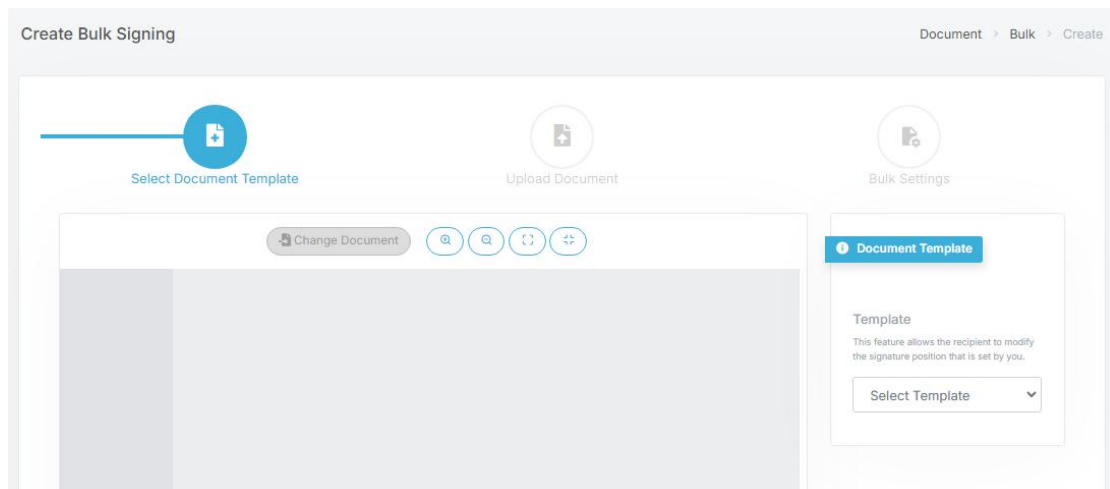 Create Bulk Signing
Document > Bulk > Create
Select Document Template
Upload Document
Bulk Settings
Change Document
Document Template
Template
This feature allows the recipient to modify
the signature position that is set by you.
Select Template